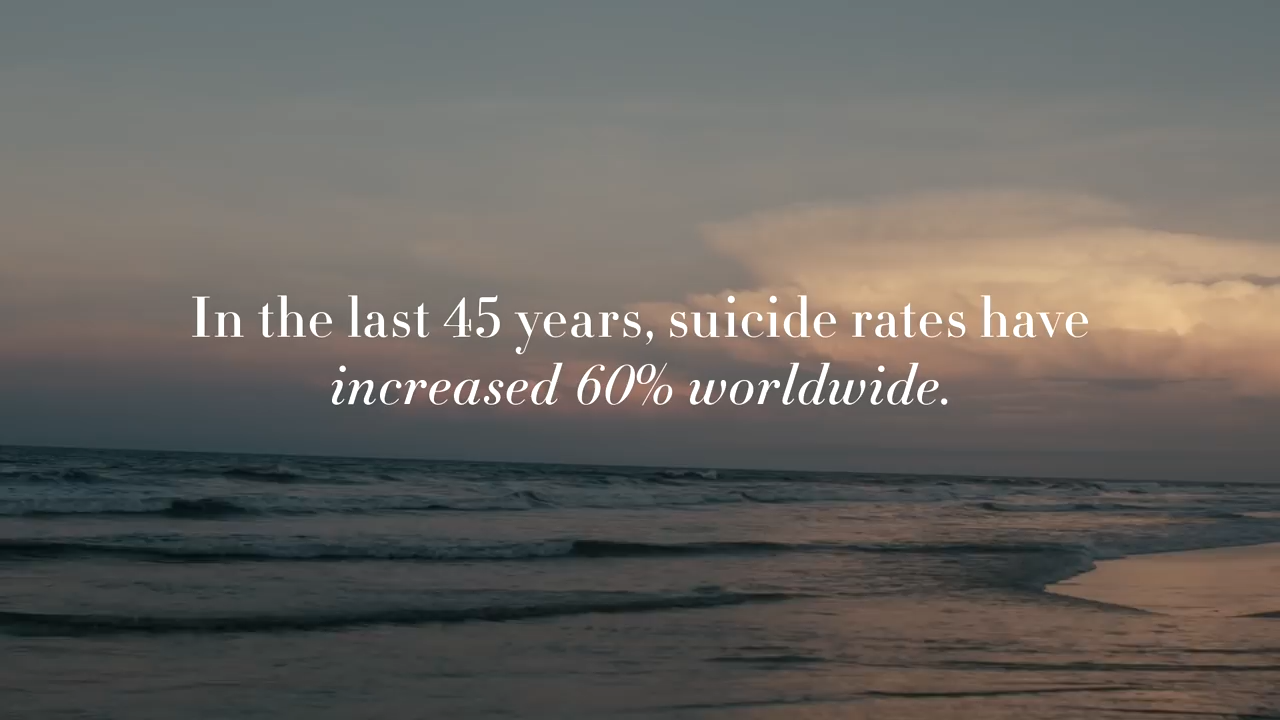 In the last 45 years, suicide rates have
increased 60% worldwide.